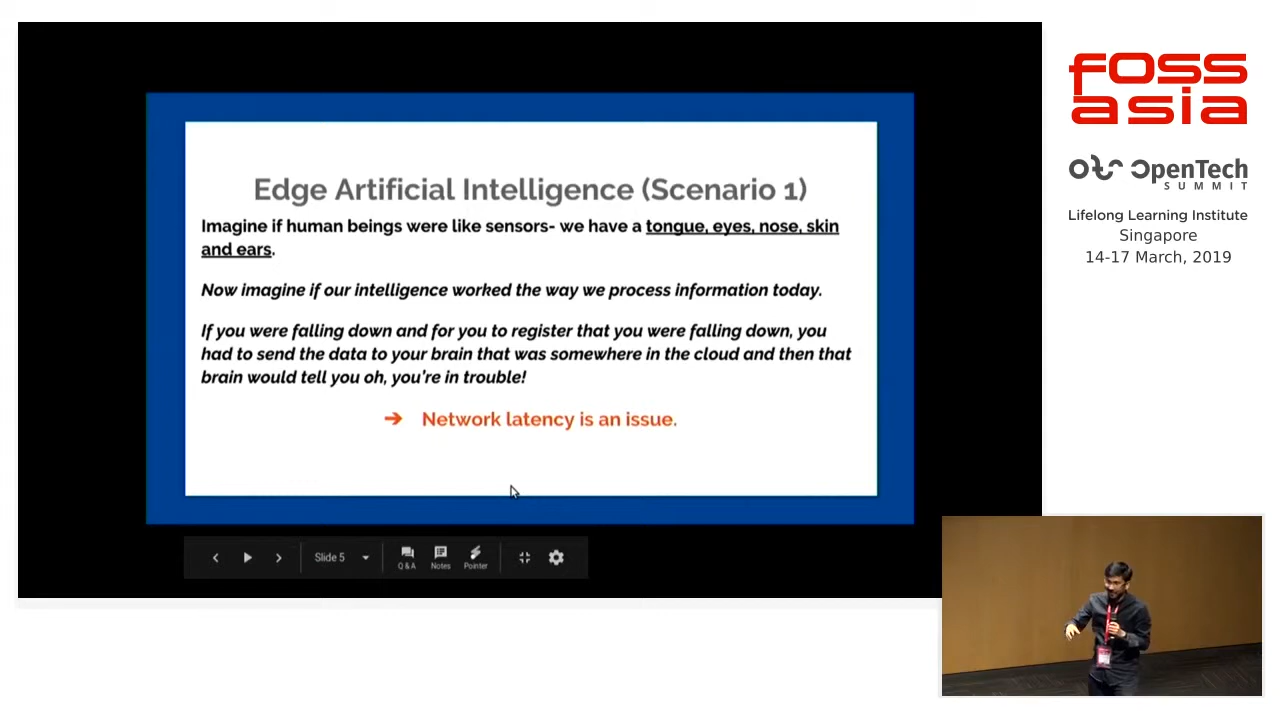 Edge Artificial Intelligence (Scenario 1)
Imagine if human beings were like sensors- we have a tongue, eyes, nose, skin
and ears.
Now imagine if our intelligence worked the way we process information today.
If you were falling down and for you to register that you were falling down, you
had to send the data to your brain that was somewhere in the cloud and then that
brain would tell you oh, you're in trouble!
➔ Network latency is an issue.
Slide 5
Q & A
Notes
Pointer
FOSS
asia
OpenTech
SUMMIT
Lifelong Learning Institute
Singapore
14-17 March, 2019